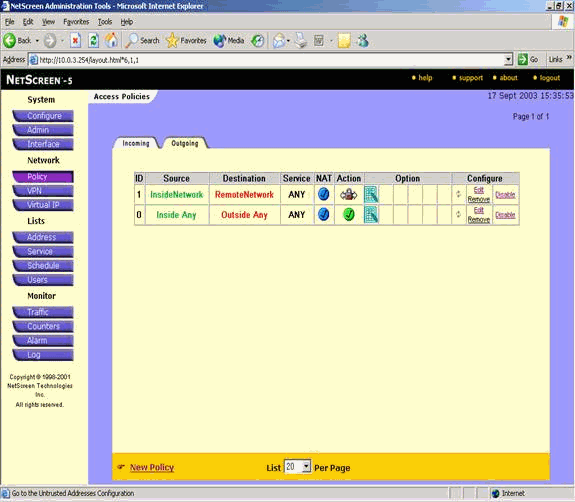 NetScreen Administration Tools - Microsoft Internet Explorer
File Edit View Favorites Tools Help
Back Search Favorites Media
Address http://10.0.3.254/layout.html*6,1,1 Go Links »
NETSCREEN-5 help support about logout
System
Configure
Admin
Interface
Network
Policy
VPN
Virtual IP
Lists
Address
Service
Schedule
Users
Monitor
Traffic
Counters
Alarm
Log
Copyright © 1998-2001
NetScreen Technologies
Inc.
All rights reserved.
Access Policies
17 Sept 2003 15:35:53
Page 1 of 1
Incoming Outgoing
ID Source Destination Service NAT Action Option Configure
1 InsideNetwork RemoteNetwork ANY Edit Remove Disable
0 Inside Any Outside Any ANY Edit Remove Disable
New Policy List 20 Per Page
Go to the Untrusted Addresses Configuration Internet